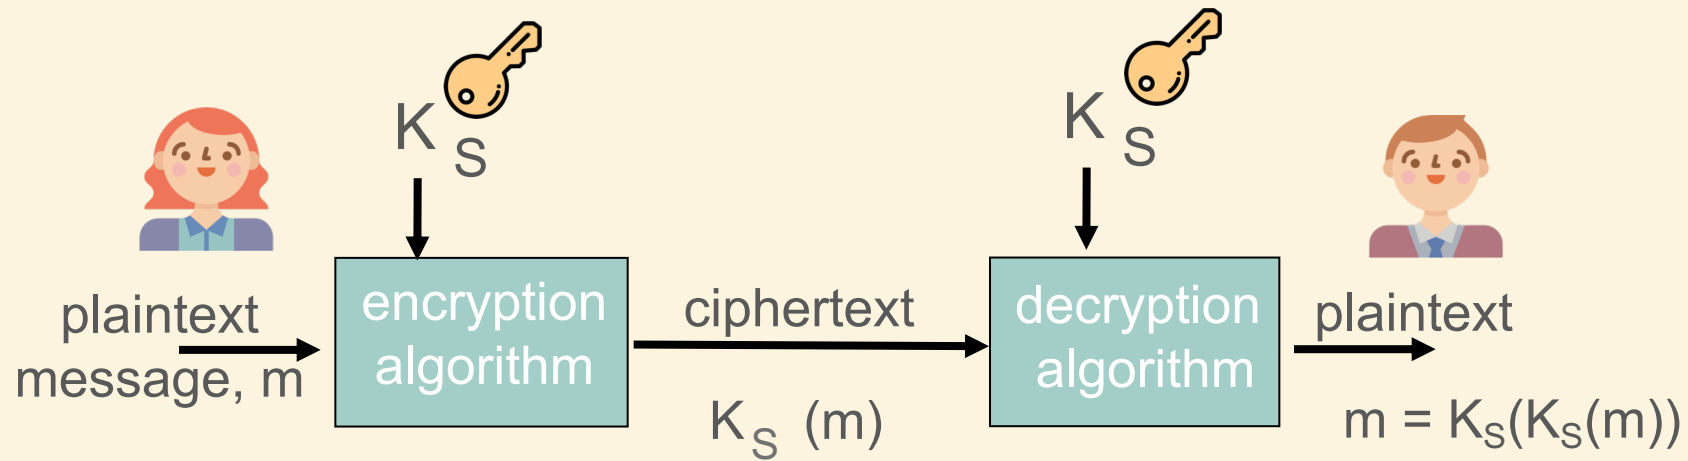 K S
K S
plaintext
message, m
encryption
algorithm
ciphertext
K S (m)
decryption
algorithm
plaintext
m = KS(KS(m))